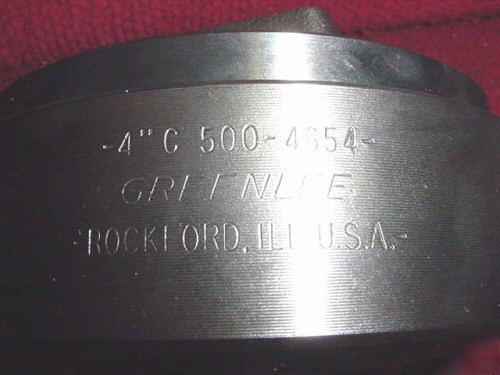 -4" C 500-4654-
GREENLEE
-ROCKFORD, ILL. U.S.A.-